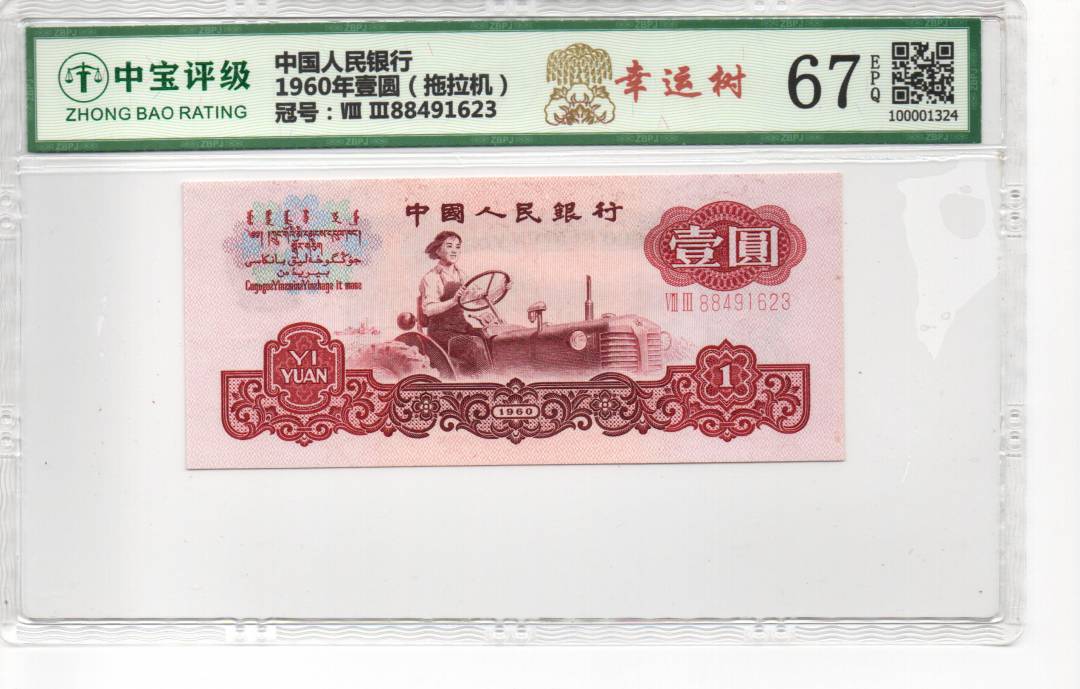 中宝评级
ZHONG BAO RATING
中国人民银行
1960年壹圆（拖拉机）
冠号：Ⅷ Ⅲ88491623
幸运树
67
EPQ
100001324
中國人民銀行
壹圓
Ⅷ Ⅲ 88491623
YI
YUAN
1960
1